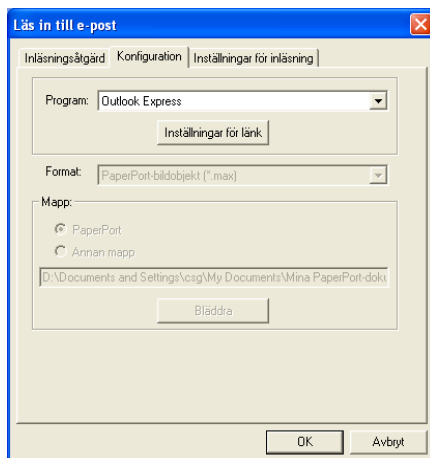 Läs in till e-post
Inläsningsåtgärd Konfiguration Inställningar för inläsning
Program: Outlook Express
Inställningar för länk
Format: PaperPort-bildobjekt (*.max)
Mapp:
PaperPort
Annan mapp
D:\Documents and Settings\csg\My Documents\Mina PaperPort-doku
Bläddra
OK Avbryt